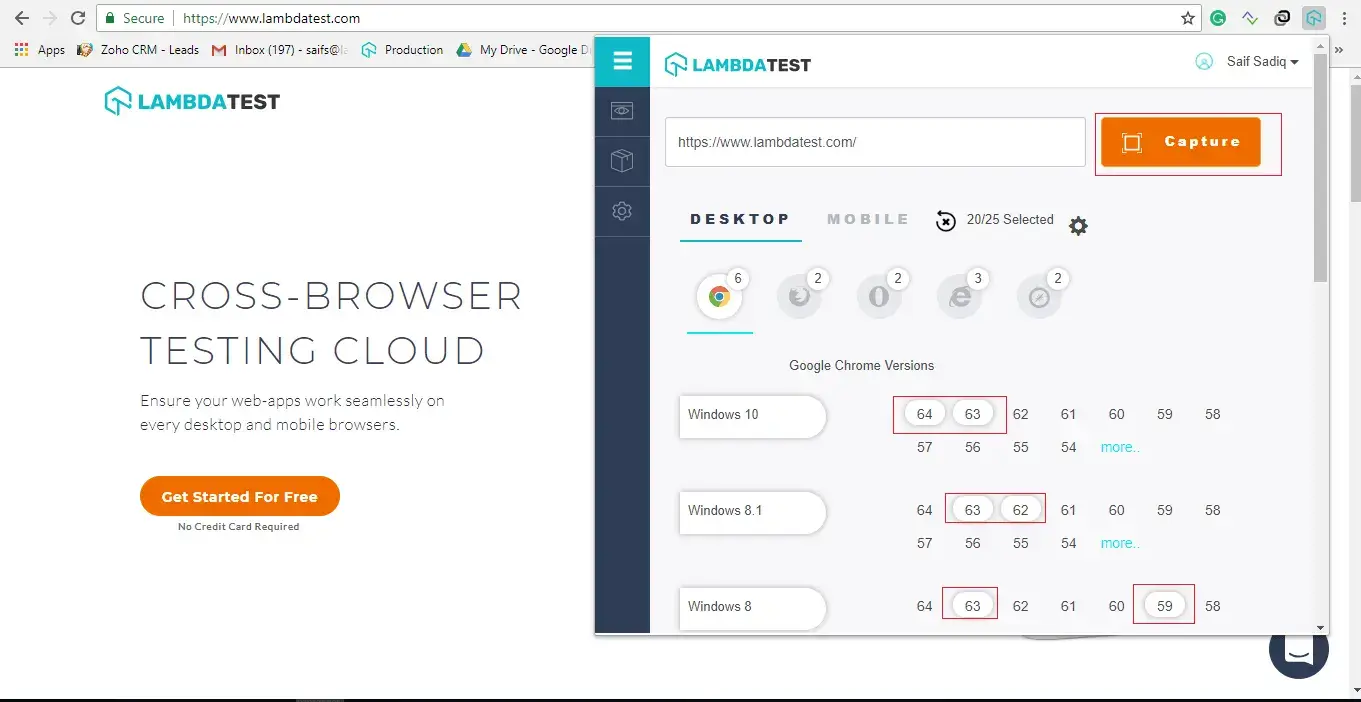 Secure
https://www.lambdatest.com
Apps
Zoho CRM - Leads
Inbox (197) - saifs@la
Production
My Drive - Google D
»
LAMBDATEST
CROSS-BROWSER
TESTING CLOUD
Ensure your web-apps work seamlessly on
every desktop and mobile browsers.
Get Started For Free
No Credit Card Required
LAMBDATEST
Saif Sadiq
https://www.lambdatest.com/
Capture
DESKTOP
MOBILE
20/25 Selected
6 2 2 3 2
Google Chrome Versions
Windows 10
64 63 62 61 60 59 58
57 56 55 54 more..
Windows 8.1
64 63 62 61 60 59 58
57 56 55 54 more..
Windows 8
64 63 62 61 60 59 58